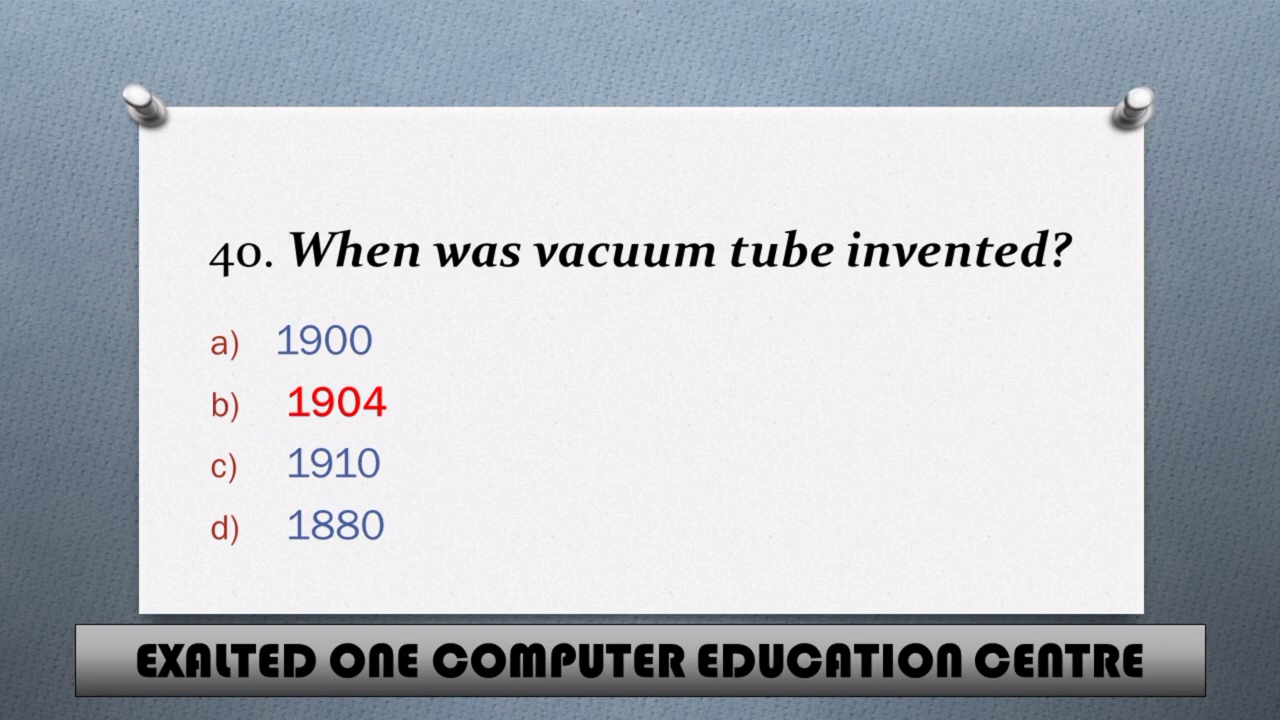 40. When was vacuum tube invented?
a) 1900
b) 1904
c) 1910
d) 1880
EXALTED ONE COMPUTER EDUCATION CENTRE